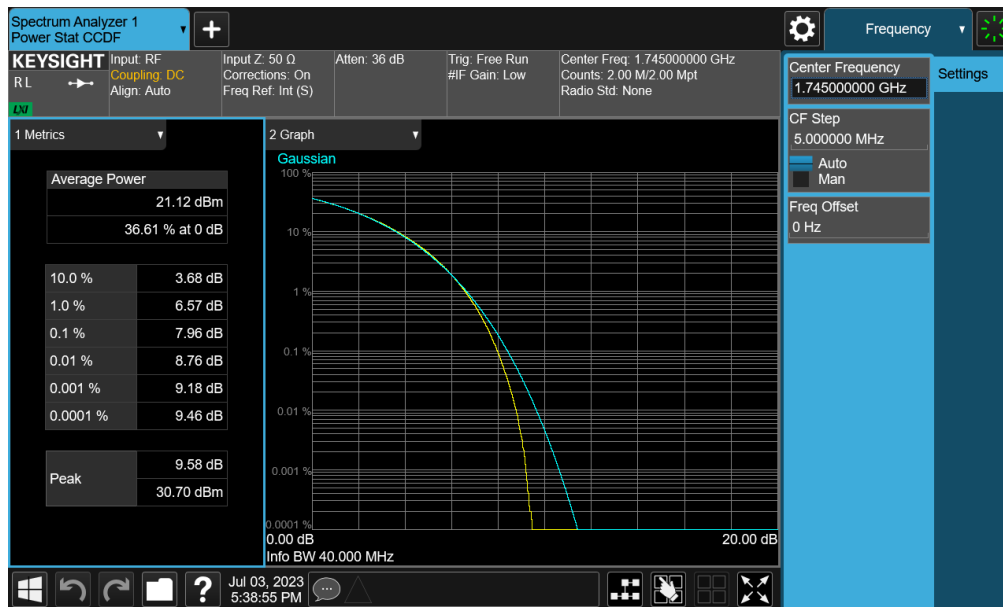 Spectrum Analyzer 1
Power Stat CCDF
+
Frequency
KEYSIGHT
RL
LXI
Input: RF
Coupling: DC
Align: Auto
Input Z: 50 Ω
Corrections: On
Freq Ref: Int (S)
Atten: 36 dB
Trig: Free Run
#IF Gain: Low
Center Freq: 1.745000000 GHz
Counts: 2.00 M/2.00 Mpt
Radio Std: None
Center Frequency
1.745000000 GHz
Settings
CF Step
5.000000 MHz
Auto
Man
Freq Offset
0 Hz
1 Metrics
Average Power
21.12 dBm
36.61 % at 0 dB
10.0 % 3.68 dB
1.0 % 6.57 dB
0.1 % 7.96 dB
0.01 % 8.76 dB
0.001 % 9.18 dB
0.0001 % 9.46 dB
Peak
9.58 dB
30.70 dBm
2 Graph
Gaussian
100 %
10 %
1 %
0.1 %
0.01 %
0.001 %
0.0001 %
0.00 dB 20.00 dB
Info BW 40.000 MHz
?
Jul 03, 2023
5:38:55 PM